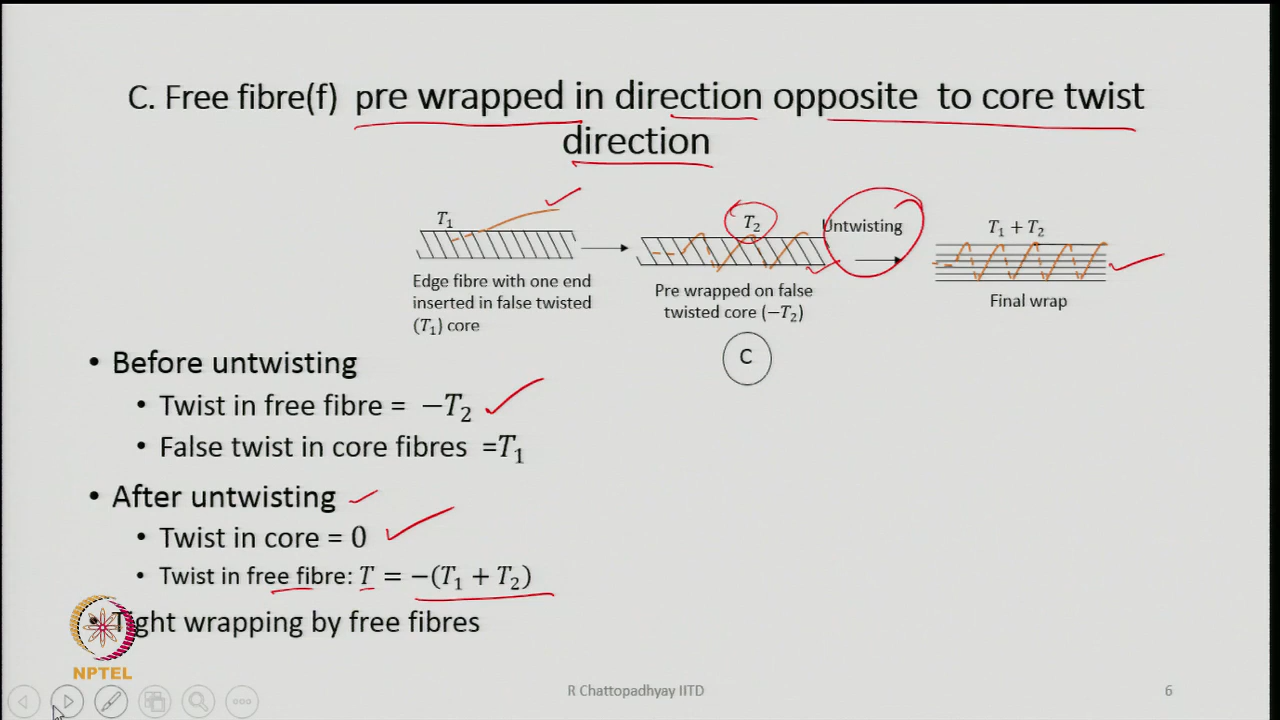 C. Free fibre(f) pre wrapped in direction opposite to core twist
direction
T₁
Edge fibre with one end
inserted in false twisted
(T₁) core
T₂
Pre wrapped on false
twisted core (−T₂)
C
Untwisting
T₁ + T₂
Final wrap
• Before untwisting
• Twist in free fibre = −T₂
• False twist in core fibres =T₁
• After untwisting
• Twist in core = 0
• Twist in free fibre: T = −(T₁ + T₂)
• Tight wrapping by free fibres
NPTEL
R Chattopadhyay IITD
6